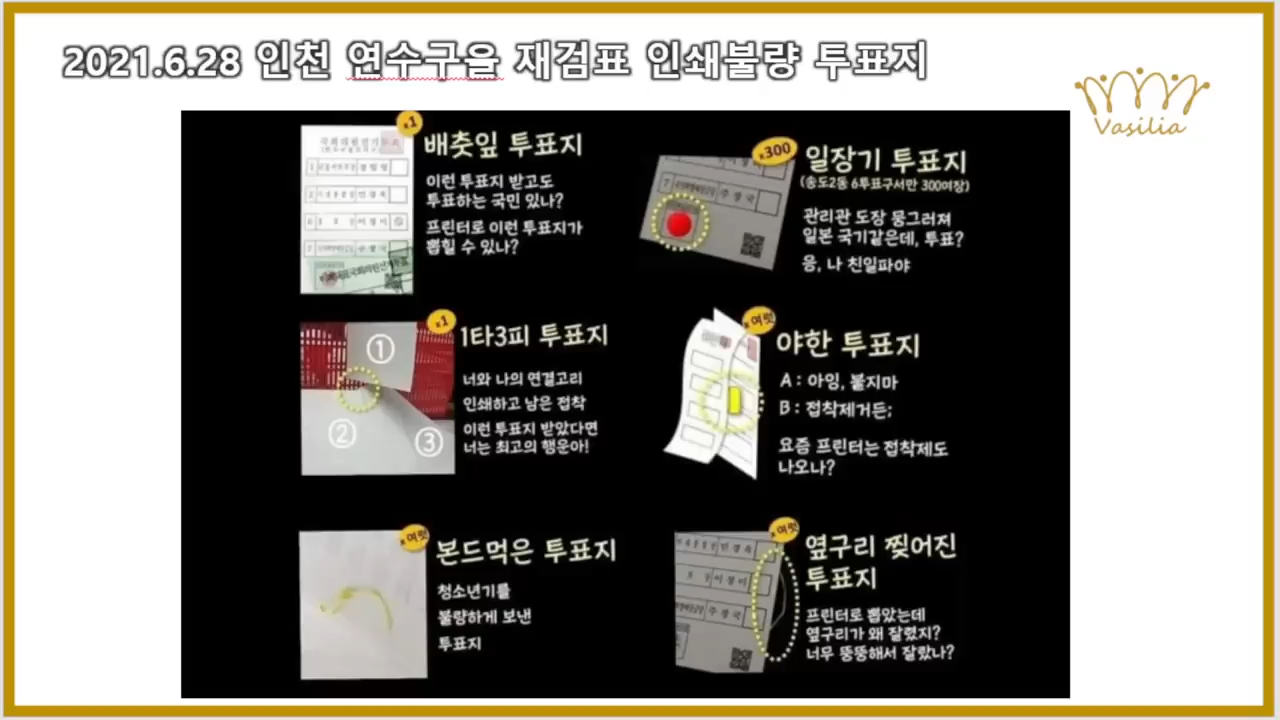 2021.6.28 인천 연수구을 재검표 인쇄불량 투표지
Vasilia
x1
배춧잎 투표지
이런 투표지 받고도
투표하는 국민 있나?
프린터로 이런 투표지가
뽑힐 수 있나?
x300
일장기 투표지
(송도2동 6투표구서만 300여장)
관리관 도장 뭉그러져
일본 국기같은데, 투표?
응, 나 친일파야
x1
1타3피 투표지
① ② ③
너와 나의 연결고리
인쇄하고 남은 접착
이런 투표지 받았다면
너는 최고의 행운아!
x여럿
야한 투표지
A : 아잉, 붙지마
B : 접착제거든;
요즘 프린터는 접착제도
나오나?
x여럿
본드먹은 투표지
청소년기를
불량하게 보낸
투표지
x여럿
옆구리 찢어진
투표지
프린터로 뽑았는데
옆구리가 왜 잘렸지?
너무 뚱뚱해서 잘랐나?